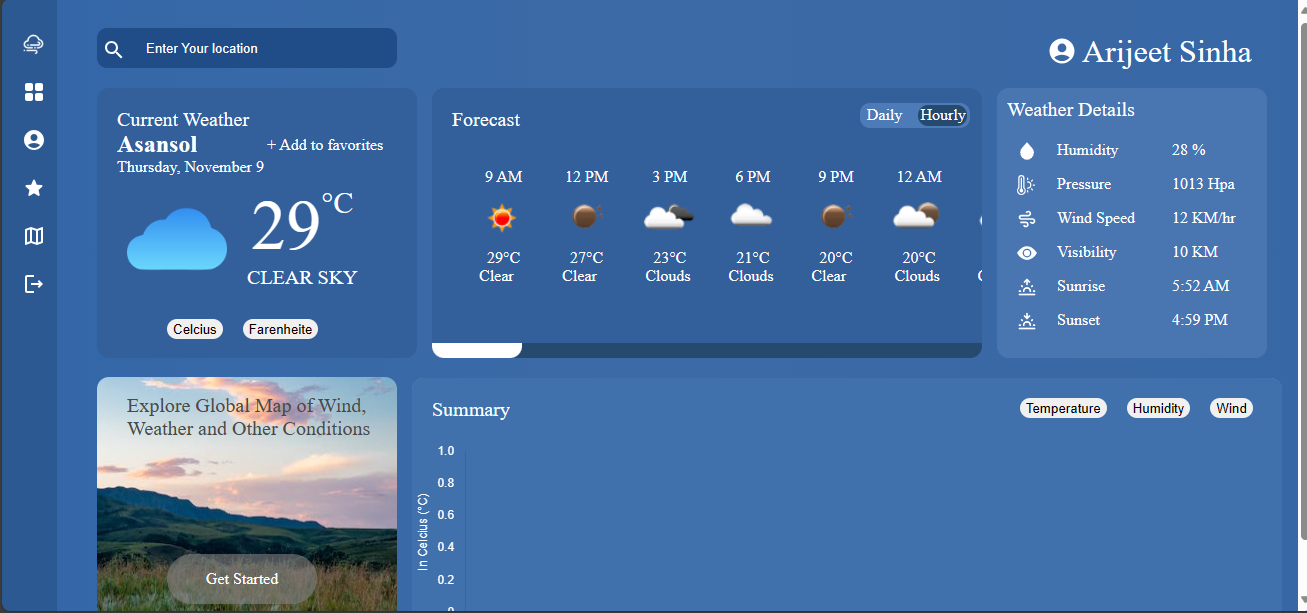 Enter Your location
Arijeet Sinha
Current Weather
Asansol
+ Add to favorites
Thursday, November 9
29°C
CLEAR SKY
Celcius
Farenheite
Forecast
Daily
Hourly
9 AM
12 PM
3 PM
6 PM
9 PM
12 AM
29°C
27°C
23°C
21°C
20°C
20°C
Clear
Clear
Clouds
Clouds
Clear
Clouds
Weather Details
Humidity 28 %
Pressure 1013 Hpa
Wind Speed 12 KM/hr
Visibility 10 KM
Sunrise 5:52 AM
Sunset 4:59 PM
Explore Global Map of Wind,
Weather and Other Conditions
Get Started
Summary
Temperature
Humidity
Wind
1.0
0.8
0.6
0.4
0.2
In Celcius (°C)